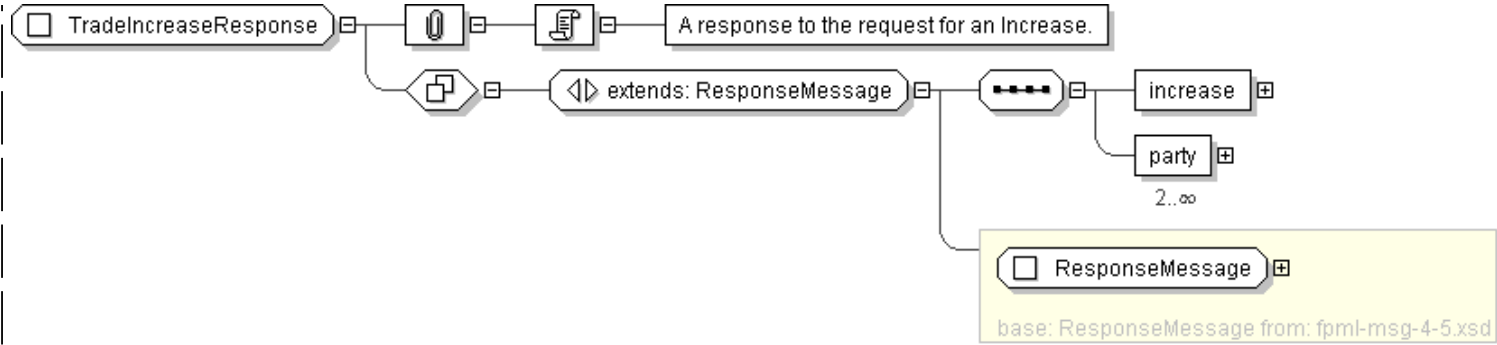 TradeIncreaseResponse
A response to the request for an Increase.
extends: ResponseMessage
increase
party
2..∞
ResponseMessage
base: ResponseMessage from: fpml-msg-4-5.xsd